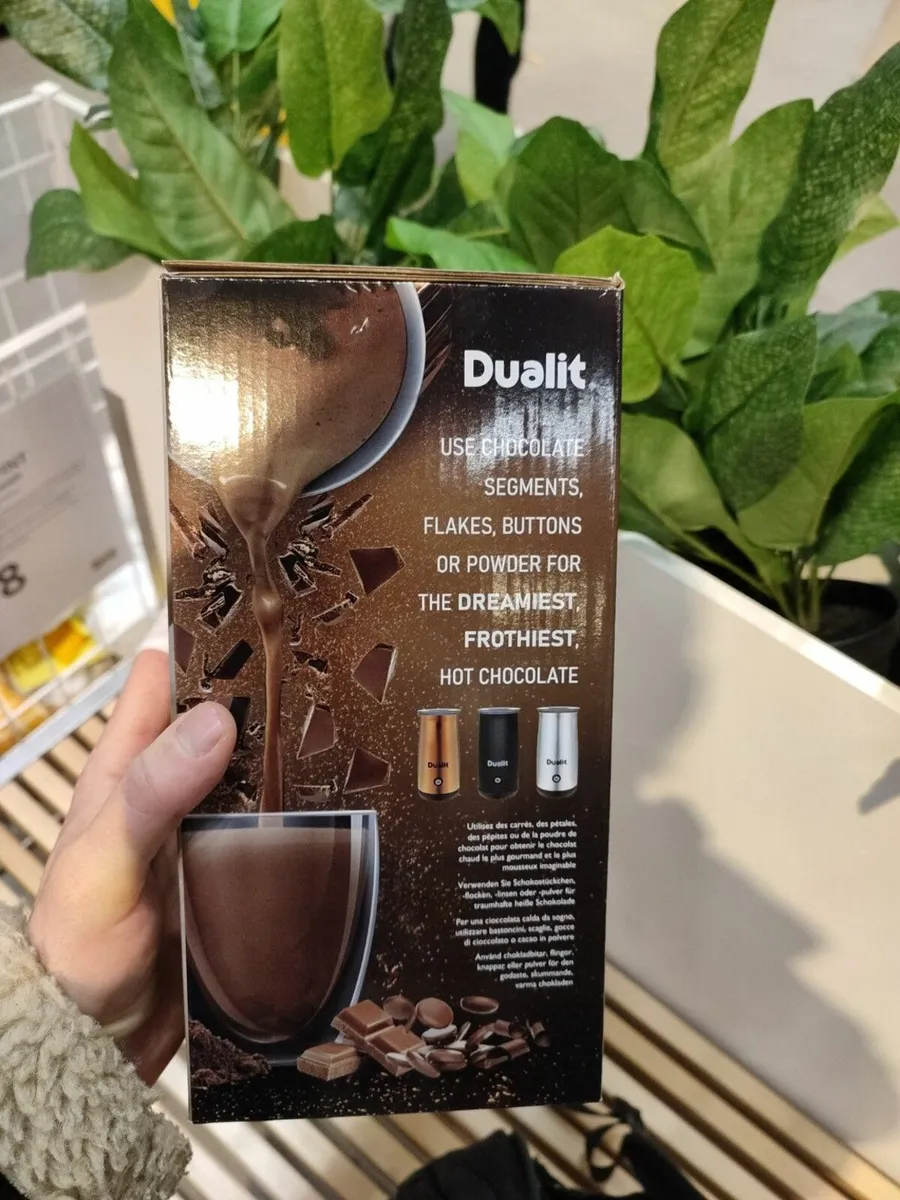 Dualit
USE CHOCOLATE
SEGMENTS,
FLAKES, BUTTONS
OR POWDER FOR
THE DREAMIEST,
FROTHIEST,
HOT CHOCOLATE
Dualit Dualit Dualit
Utilisez des carrés, des pétales,
des pépites ou de la poudre de
chocolat pour obtenir le chocolat
chaud le plus gourmand et le plus
mousseux imaginable
Verwenden Sie Schokostückchen,
-flocken, -linsen oder -pulver für
traumhafte heiße Schokolade
Per una cioccolata calda da sogno,
utilizzare bastoncini, scaglie, gocce
di cioccolato o cacao in polvere
Använd chokladbitar, flingor,
knappar eller pulver för den
godaste, skummande,
varma chokladen
8